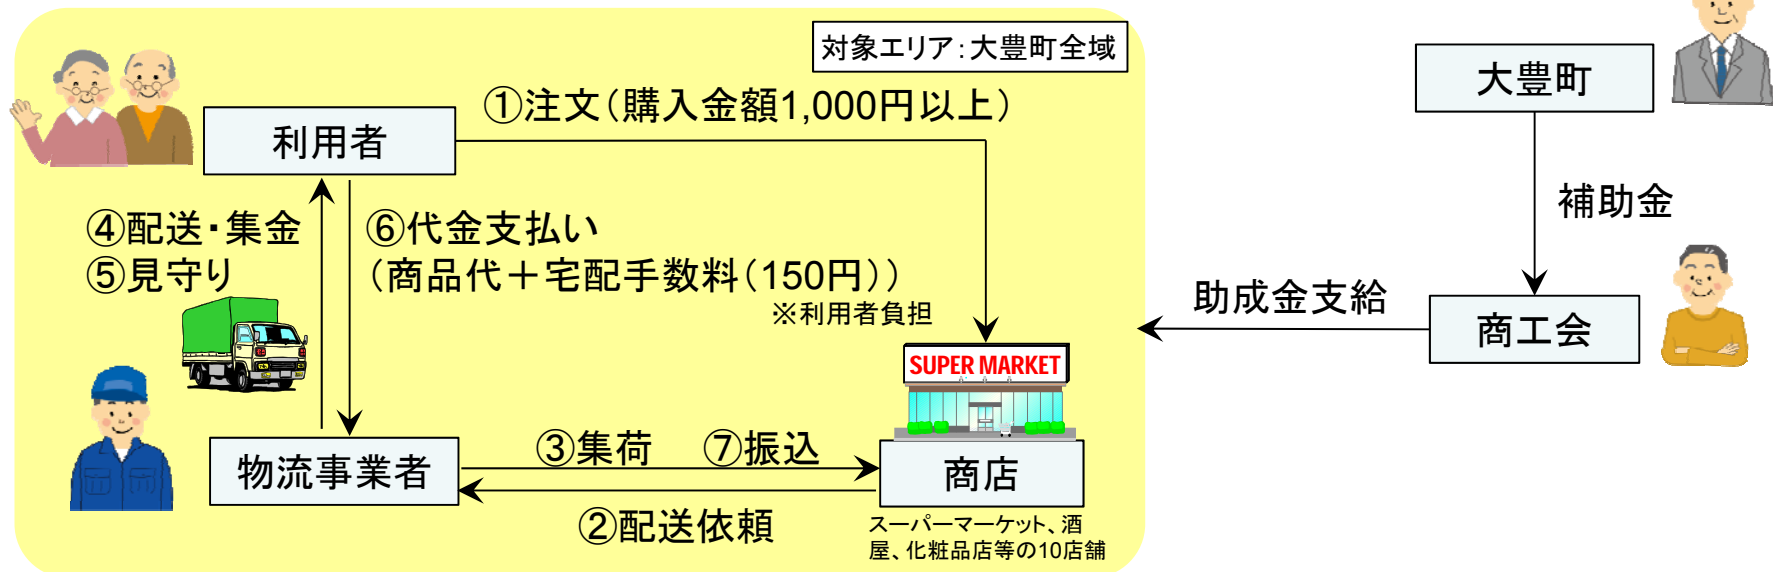 対象エリア:大豊町全域
①注文(購入金額1,000円以上)
利用者
④配送・集金
⑤見守り
⑥代金支払い
(商品代+宅配手数料(150円))
※利用者負担
SUPER MARKET
物流事業者
③集荷 ⑦振込
②配送依頼
商店
スーパーマーケット、酒
屋、化粧品店等の10店舗
大豊町
補助金
助成金支給
商工会